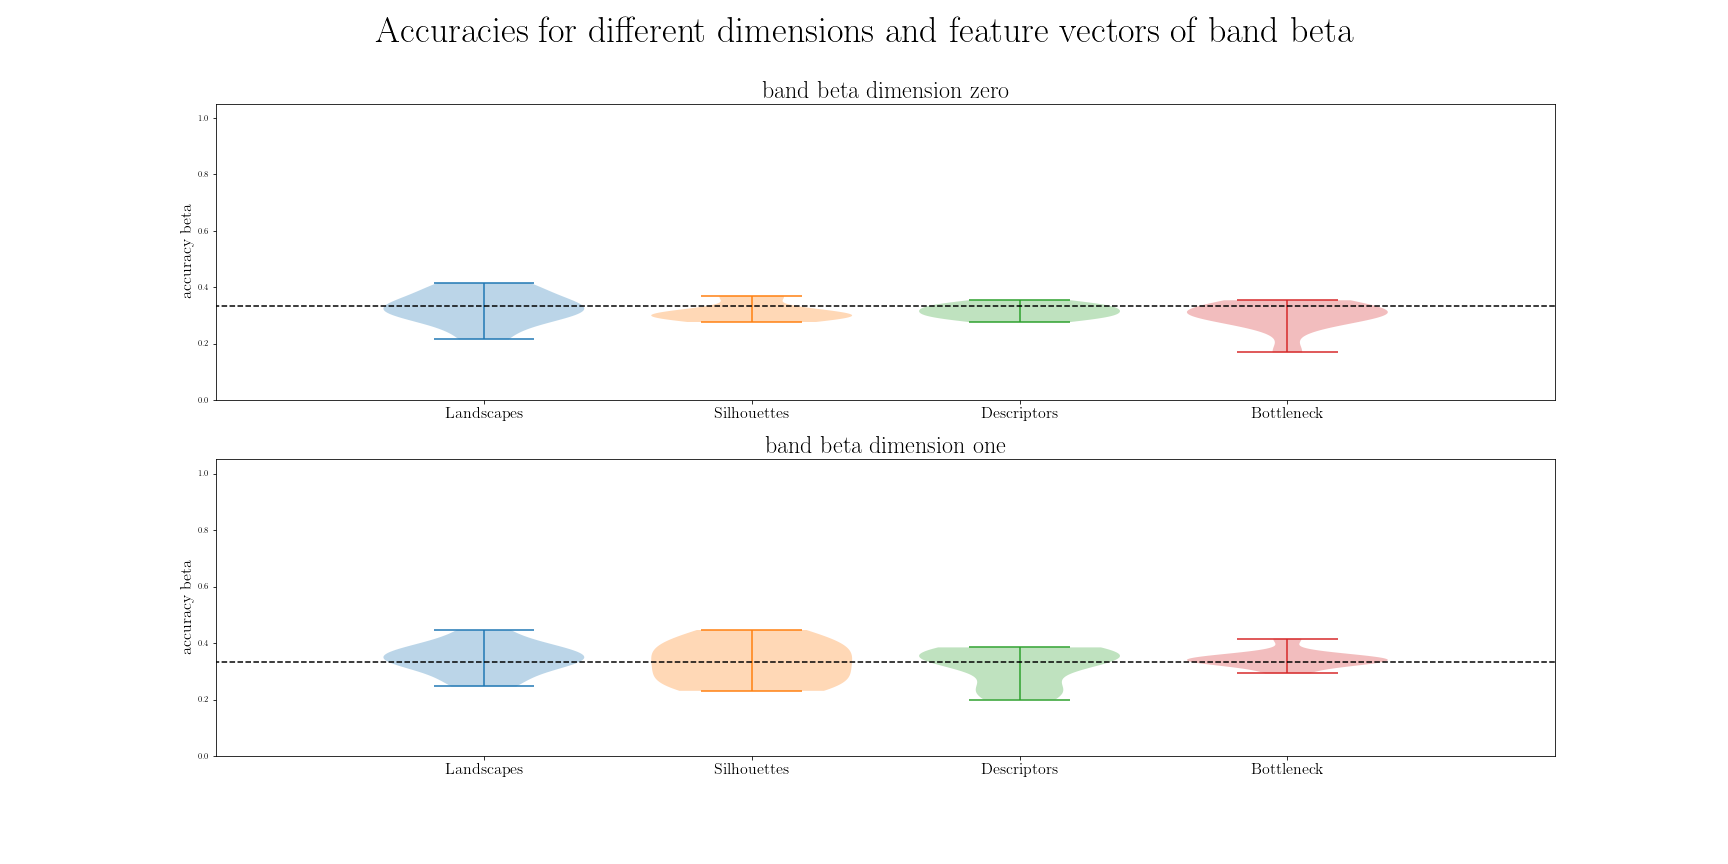 Accuracies for different dimensions and feature vectors of band beta
band beta dimension zero
accuracy beta
1.0
0.8
0.6
0.4
0.2
0.0
Landscapes Silhouettes Descriptors Bottleneck
band beta dimension one
accuracy beta
1.0
0.8
0.6
0.4
0.2
0.0
Landscapes Silhouettes Descriptors Bottleneck